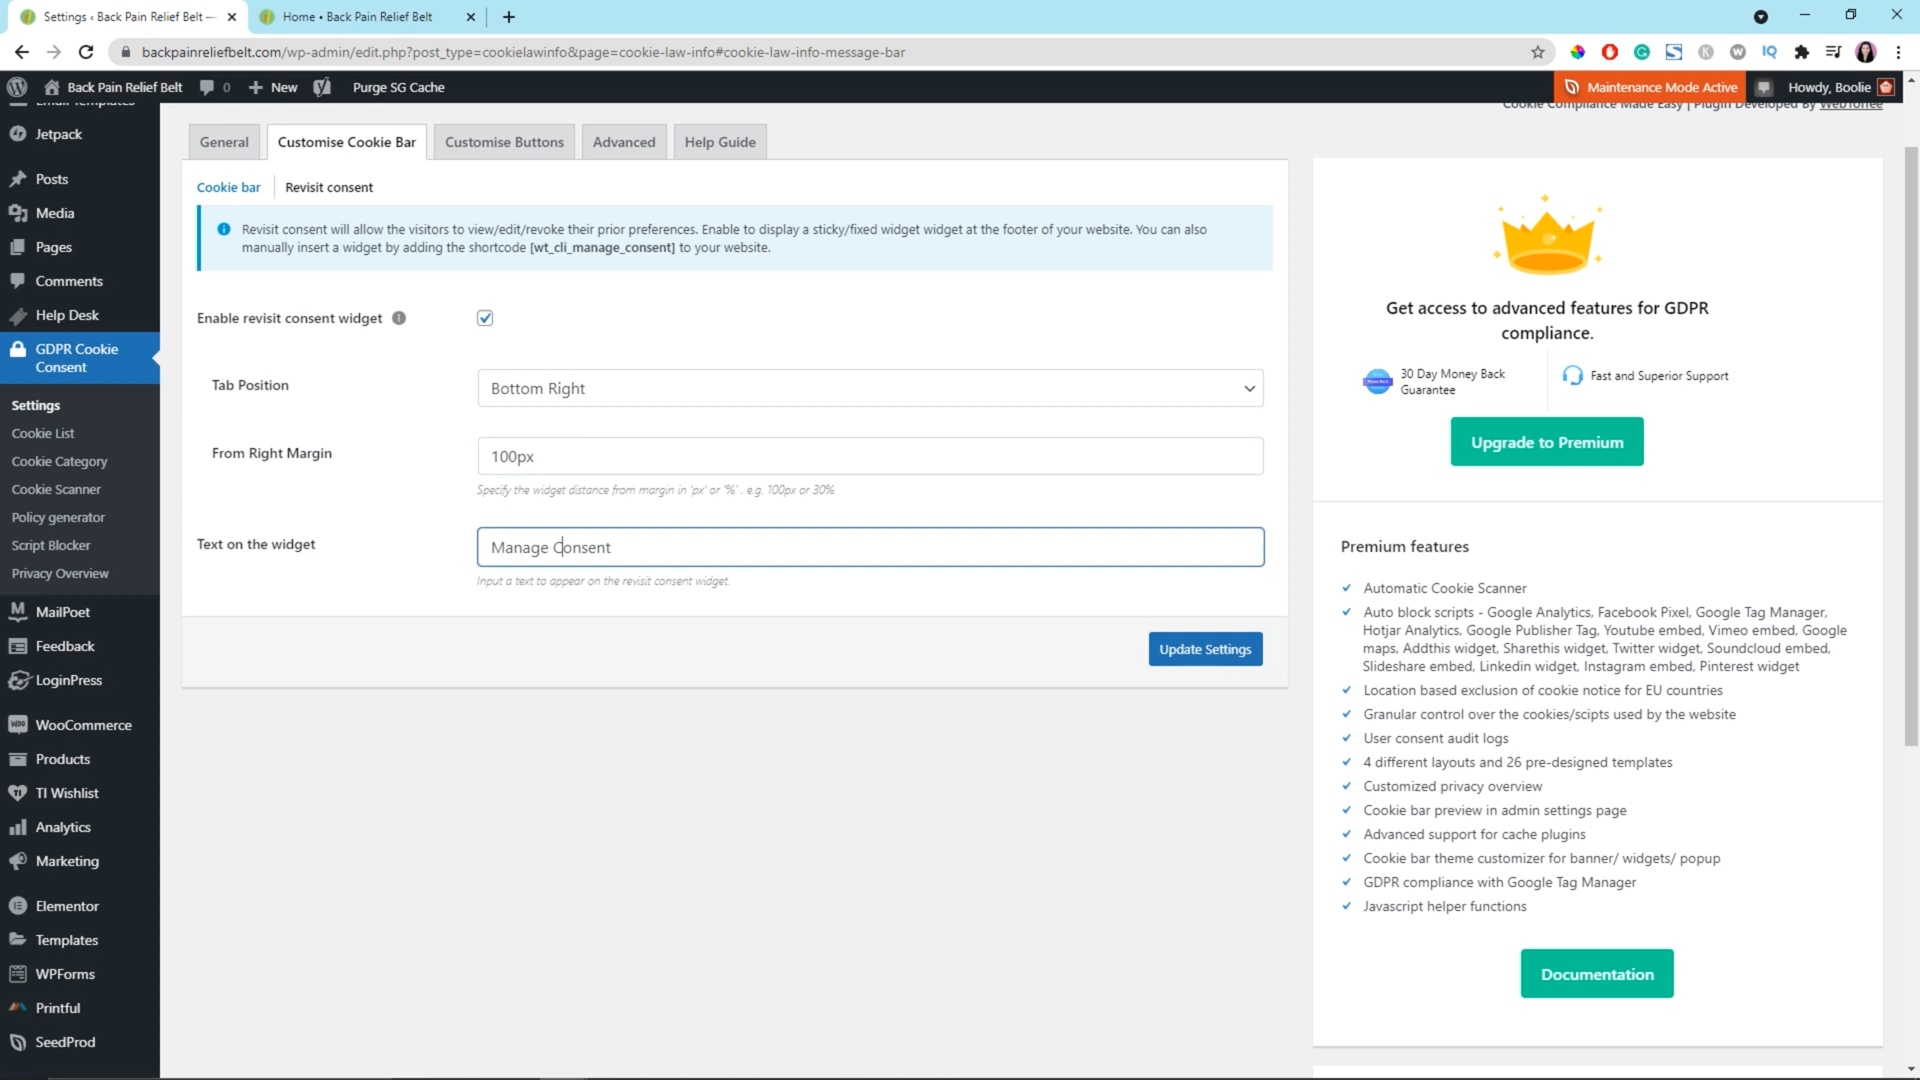 Settings ‹ Back Pain Relief Belt —
Home • Back Pain Relief Belt
backpainreliefbelt.com/wp-admin/edit.php?post_type=cookielawinfo&page=cookie-law-info#cookie-law-info-message-bar
Back Pain Relief Belt
0
New
Purge SG Cache
Maintenance Mode Active
Howdy, Boolie
Email Templates
Cookie Compliance Made Easy | Plugin Developed By WebToffee
Jetpack
Posts
Media
Pages
Comments
Help Desk
GDPR Cookie
Consent
Settings
Cookie List
Cookie Category
Cookie Scanner
Policy generator
Script Blocker
Privacy Overview
MailPoet
Feedback
LoginPress
WooCommerce
Products
TI Wishlist
Analytics
Marketing
Elementor
Templates
WPForms
Printful
SeedProd
General
Customise Cookie Bar
Customise Buttons
Advanced
Help Guide
Cookie bar
Revisit consent
Revisit consent will allow the visitors to view/edit/revoke their prior preferences. Enable to display a sticky/fixed widget widget at the footer of your website. You can also
manually insert a widget by adding the shortcode [wt_cli_manage_consent] to your website.
Enable revisit consent widget
Tab Position
Bottom Right
From Right Margin
100px
Specify the widget distance from margin in 'px' or '%' . e.g. 100px or 30%
Text on the widget
Manage Consent
Input a text to appear on the revisit consent widget.
Update Settings
Get access to advanced features for GDPR
compliance.
30 Day Money Back
Guarantee
Fast and Superior Support
Upgrade to Premium
Premium features
Automatic Cookie Scanner
Auto block scripts - Google Analytics, Facebook Pixel, Google Tag Manager,
Hotjar Analytics, Google Publisher Tag, Youtube embed, Vimeo embed, Google
maps, Addthis widget, Sharethis widget, Twitter widget, Soundcloud embed,
Slideshare embed, Linkedin widget, Instagram embed, Pinterest widget
Location based exclusion of cookie notice for EU countries
Granular control over the cookies/scipts used by the website
User consent audit logs
4 different layouts and 26 pre-designed templates
Customized privacy overview
Cookie bar preview in admin settings page
Advanced support for cache plugins
Cookie bar theme customizer for banner/ widgets/ popup
GDPR compliance with Google Tag Manager
Javascript helper functions
Documentation